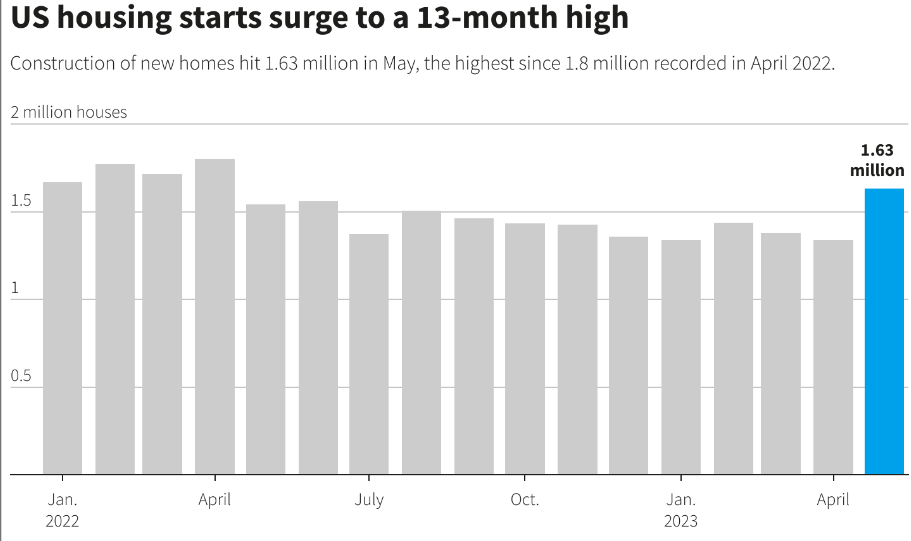 US housing starts surge to a 13-month high
Construction of new homes hit 1.63 million in May, the highest since 1.8 million recorded in April 2022.
2 million houses
1.63
million
1.5
1
0.5
Jan. April July Oct. Jan. April
2022 2023